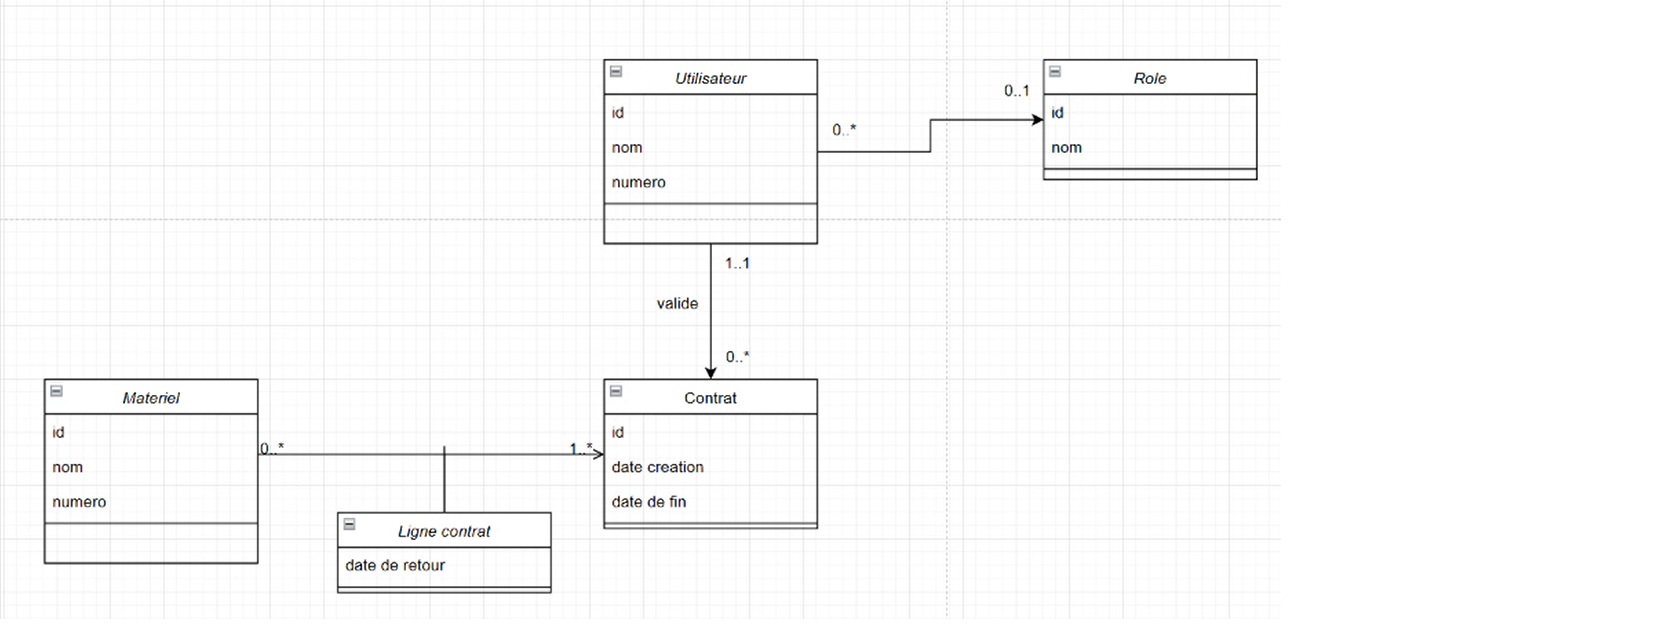 Utilisateur
id
nom
numero
0..*
0..1
Role
id
nom
1..1
valide
0..*
Materiel
id
nom
numero
0..*
1..*
Contrat
id
date creation
date de fin
Ligne contrat
date de retour